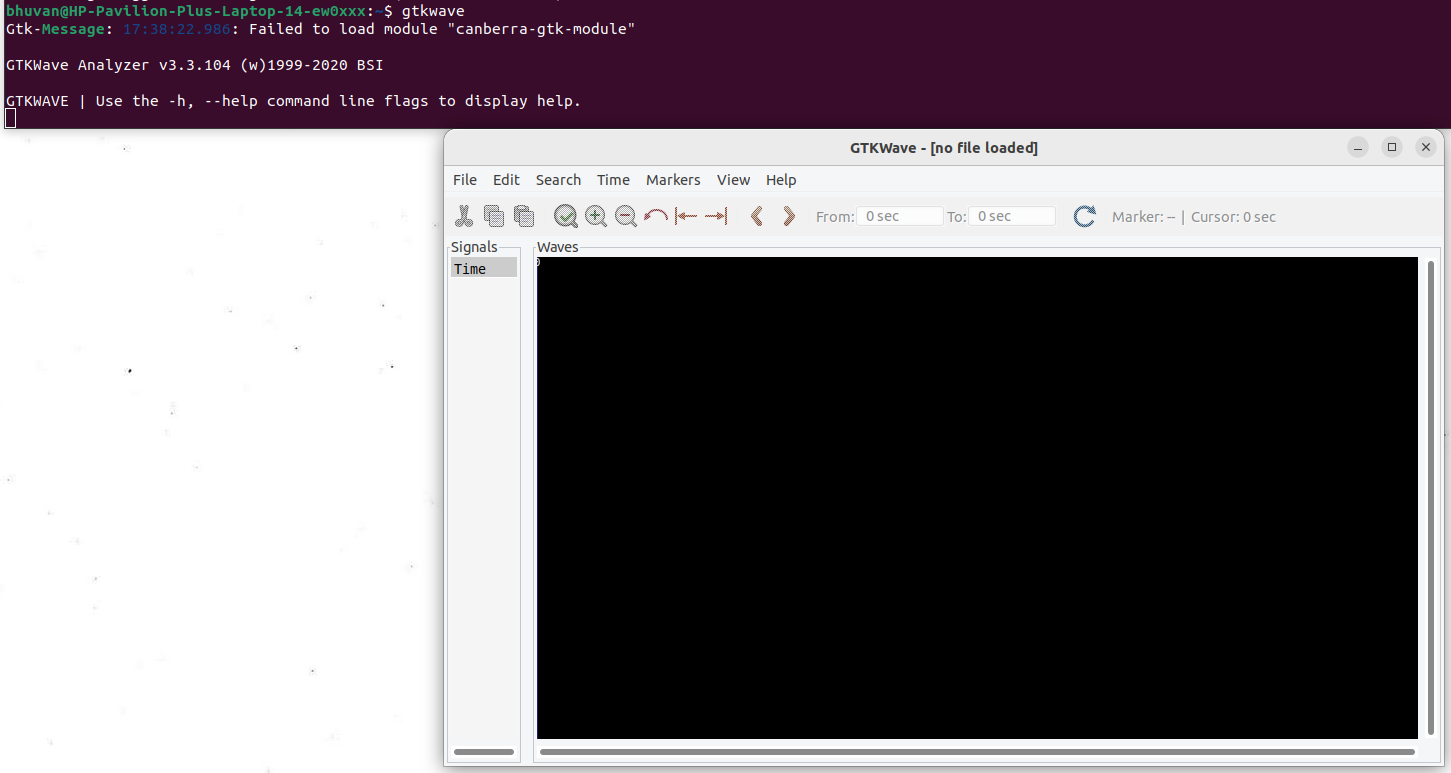 bhuvan@HP-Pavilion-Plus-Laptop-14-ew0xxx:~$ gtkwave
Gtk-Message: 17:38:22.986: Failed to load module "canberra-gtk-module"
GTKWave Analyzer v3.3.104 (w)1999-2020 BSI
GTKWAVE | Use the -h, --help command line flags to display help.
GTKWave - [no file loaded]
File Edit Search Time Markers View Help
From: 0 sec To: 0 sec Marker: -- | Cursor: 0 sec
Signals Waves
Time
0